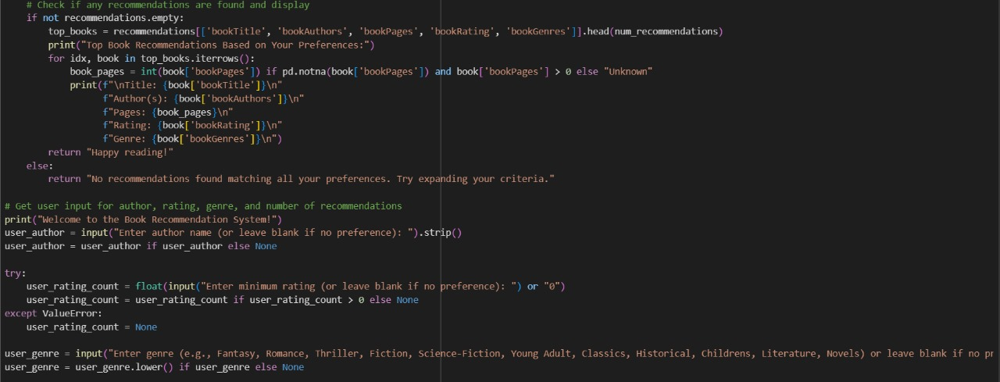 # Check if any recommendations are found and display
if not recommendations.empty:
top_books = recommendations[['bookTitle', 'bookAuthors', 'bookPages', 'bookRating', 'bookGenres']].head(num_recommendations)
print("Top Book Recommendations Based on Your Preferences:")
for idx, book in top_books.iterrows():
book_pages = int(book['bookPages']) if pd.notna(book['bookPages']) and book['bookPages'] > 0 else "Unknown"
print(f"\nTitle: {book['bookTitle']}\n"
f"Author(s): {book['bookAuthors']}\n"
f"Pages: {book_pages}\n"
f"Rating: {book['bookRating']}\n"
f"Genre: {book['bookGenres']}\n")
return "Happy reading!"
else:
return "No recommendations found matching all your preferences. Try expanding your criteria."
# Get user input for author, rating, genre, and number of recommendations
print("Welcome to the Book Recommendation System!")
user_author = input("Enter author name (or leave blank if no preference): ").strip()
user_author = user_author if user_author else None
try:
user_rating_count = float(input("Enter minimum rating (or leave blank if no preference): ") or "0")
user_rating_count = user_rating_count if user_rating_count > 0 else None
except ValueError:
user_rating_count = None
user_genre = input("Enter genre (e.g., Fantasy, Romance, Thriller, Fiction, Science-Fiction, Young Adult, Classics, Historical, Childrens, Literature, Novels) or leave blank if no pr
user_genre = user_genre.lower() if user_genre else None